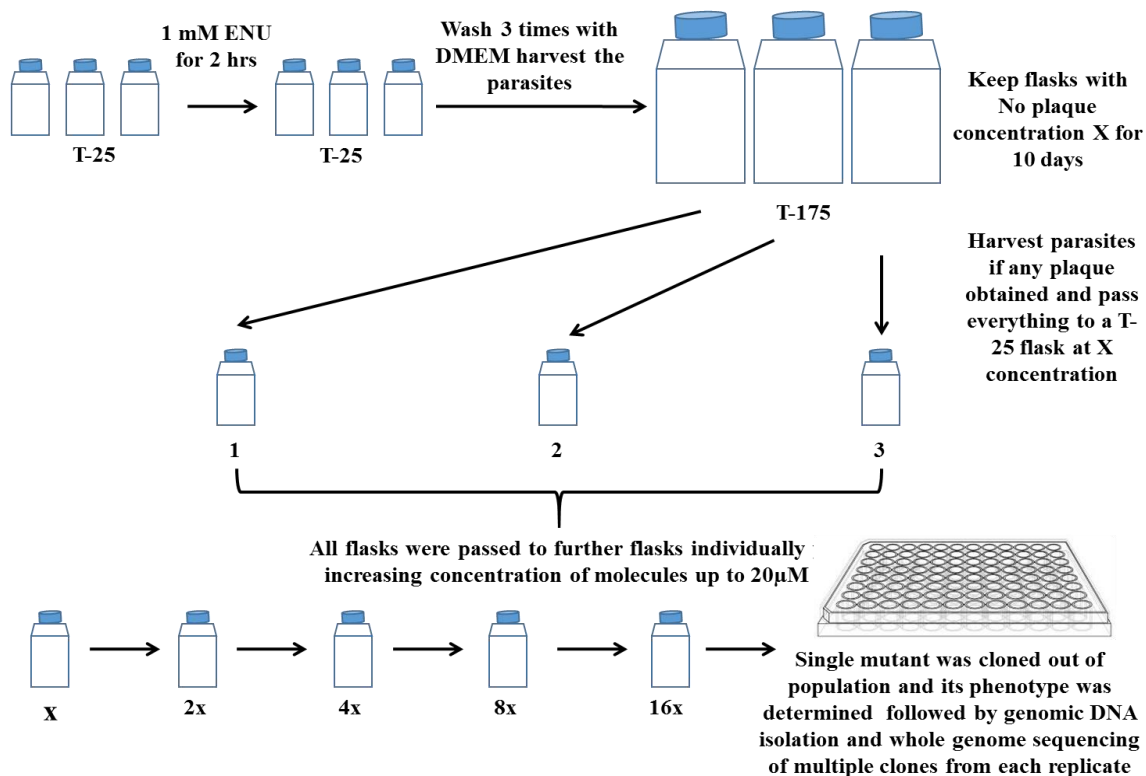 1 mM ENU
for 2 hrs
Wash 3 times with
DMEM harvest the
parasites
Keep flasks with
No plaque
concentration X for
10 days
T-25
T-25
T-175
Harvest parasites
if any plaque
obtained and pass
everything to a T-
25 flask at X
concentration
1
2
3
All flasks were passed to further flasks individually
increasing concentration of molecules up to 20µM
X
2x
4x
8x
16x
Single mutant was cloned out of
population and its phenotype was
determined followed by genomic DNA
isolation and whole genome sequencing
of multiple clones from each replicate